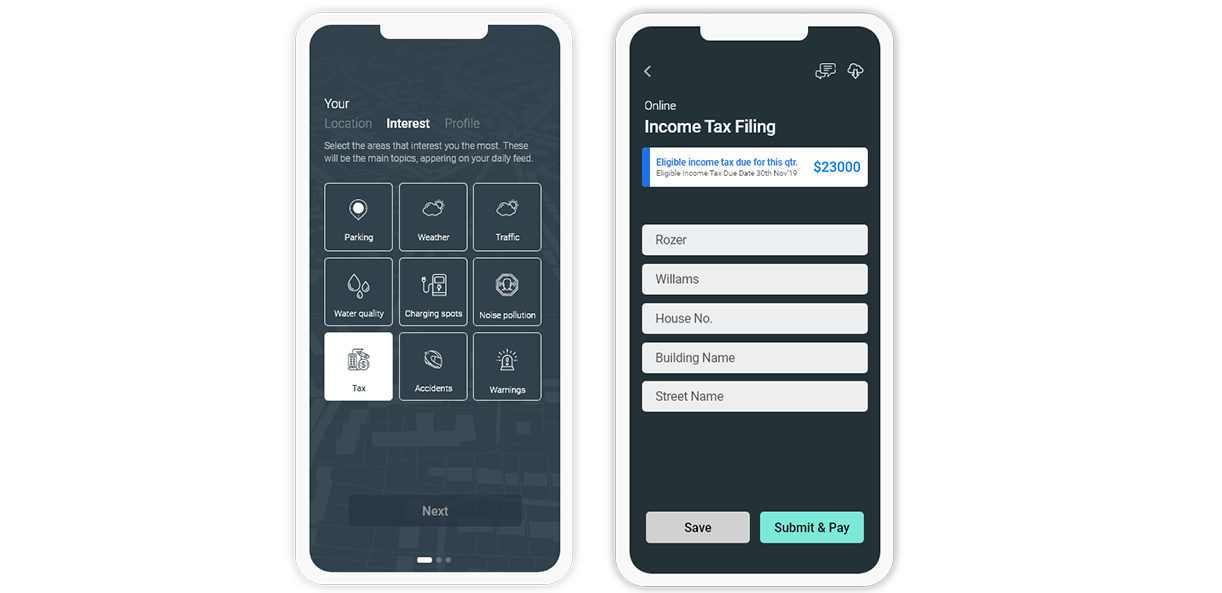 Your
Location Interest Profile
Select the areas that interest you the most. These
will be the main topics, appering on your daily feed.
Parking Weather Traffic
Water quality Charging spots Noise pollution
Tax Accidents Warnings
Next
Online
Income Tax Filing
Eligible income tax due for this qtr. $23000
Eligible Income Tax Due Date 30th Nov'19
Rozer
Willams
House No.
Building Name
Street Name
Save Submit & Pay